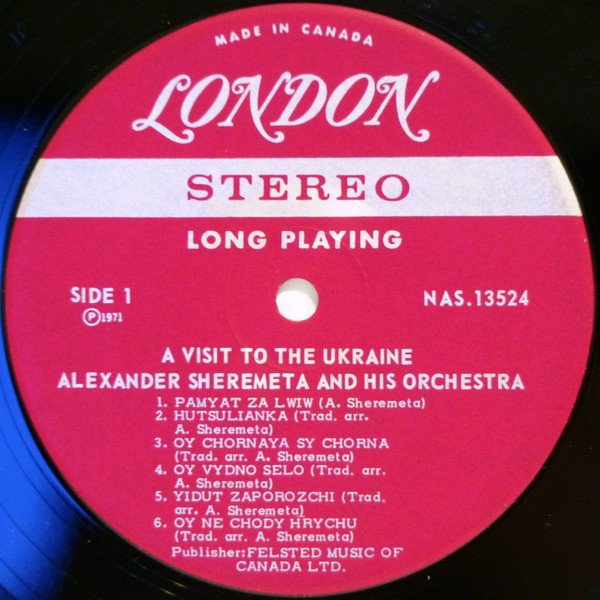 MADE IN CANADA
LONDON
STEREO
LONG PLAYING
SIDE 1
NAS.13524
Ⓟ1971
A VISIT TO THE UKRAINE
ALEXANDER SHEREMETA AND HIS ORCHESTRA
1. PAMYAT ZA LWIW (A. Sheremeta)
2. HUTSULIANKA (Trad. arr.
A. Sheremeta)
3. OY CHORNAYA SY CHORNA
(Trad. arr. A. Sheremeta)
4. OY VYDNO SELO (Trad. arr.
A. Sheremeta)
5. YIDUT ZAPOROZCHI (Trad.
arr. A. Sheremeta)
6. OY NE CHODY HRYCHU
(Trad. arr. A. Sheremeta)
Publisher:FELSTED MUSIC OF
CANADA LTD.